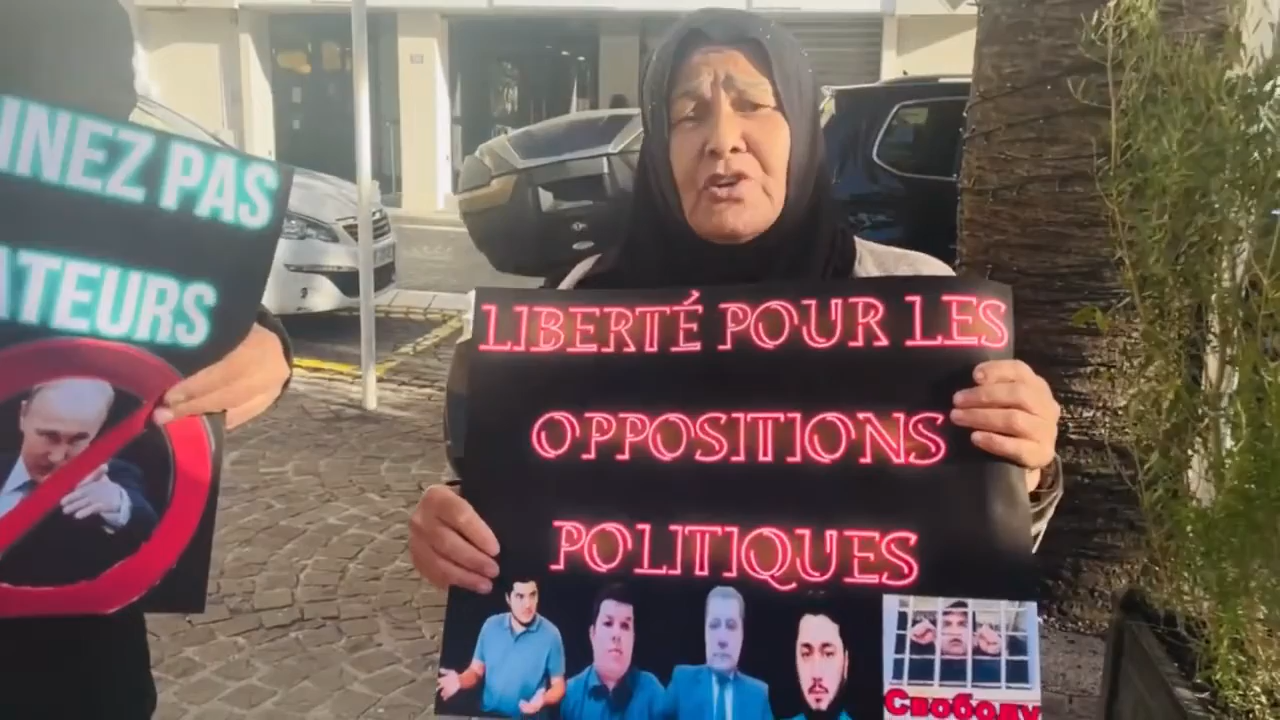 INEZ PAS
ATEURS
LIBERTÉ POUR LES
OPPOSITIONS
POLITIQUES
Свободу